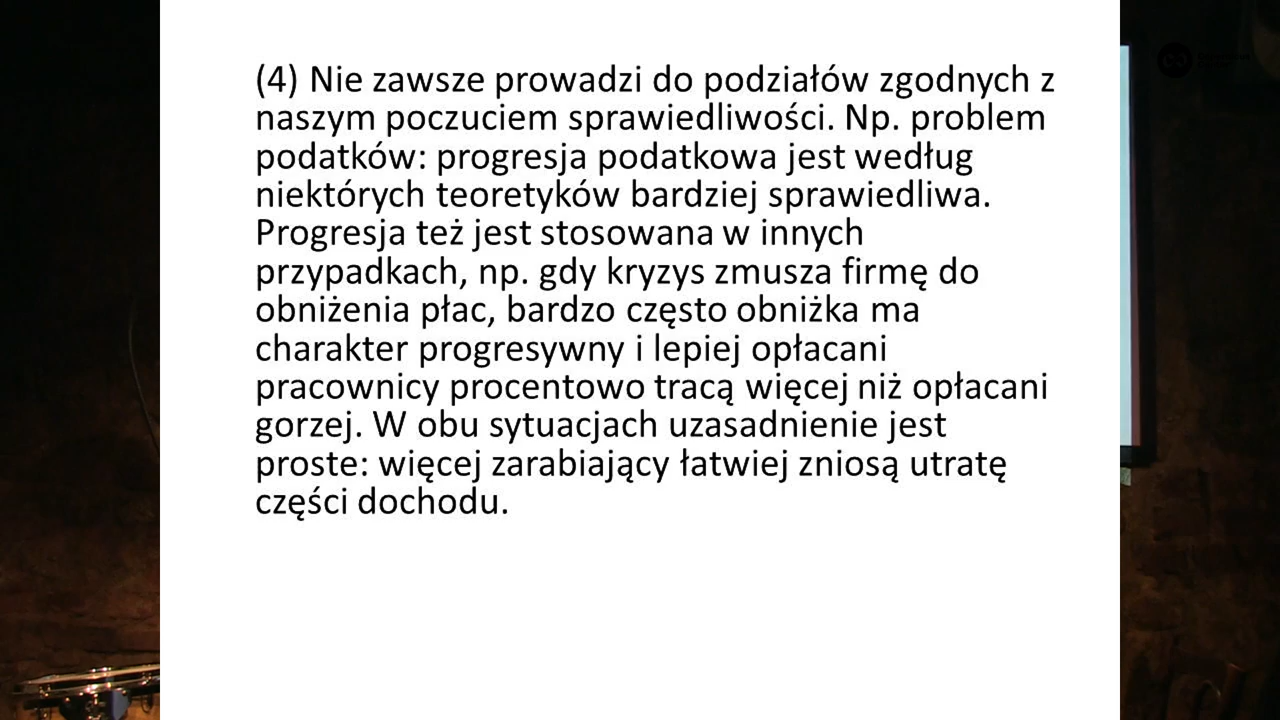 (4) Nie zawsze prowadzi do podziałów zgodnych z
naszym poczuciem sprawiedliwości. Np. problem
podatków: progresja podatkowa jest według
niektórych teoretyków bardziej sprawiedliwa.
Progresja też jest stosowana w innych
przypadkach, np. gdy kryzys zmusza firmę do
obniżenia płac, bardzo często obniżka ma
charakter progresywny i lepiej opłacani
pracownicy procentowo tracą więcej niż opłacani
gorzej. W obu sytuacjach uzasadnienie jest
proste: więcej zarabiający łatwiej zniosą utratę
części dochodu.